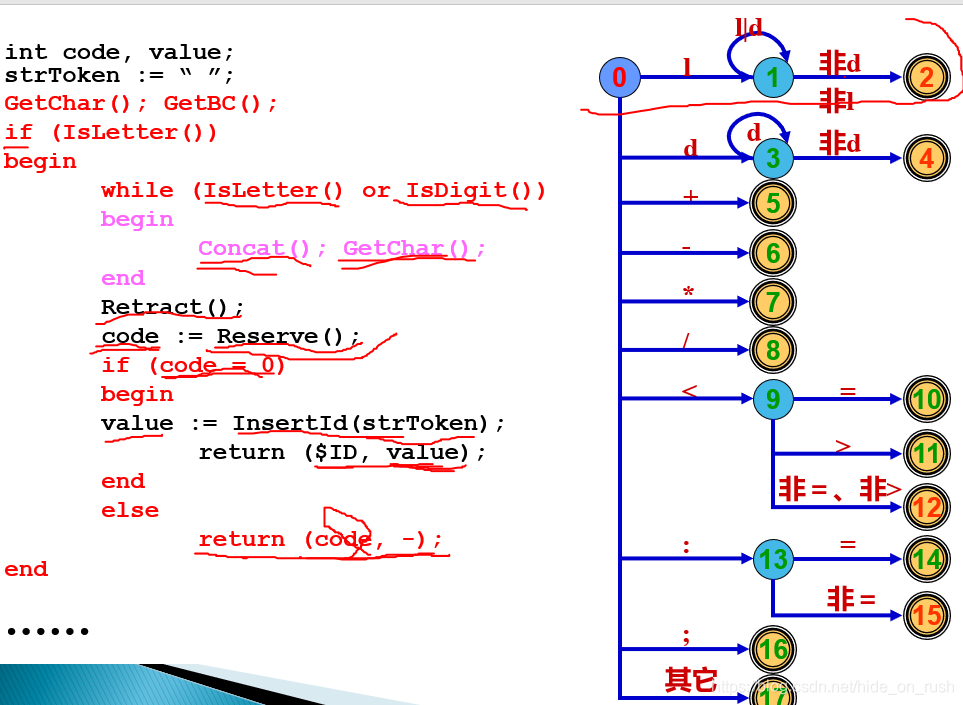 int code, value;
strToken := “ ”;
GetChar(); GetBC();
if (IsLetter())
begin
while (IsLetter() or IsDigit())
begin
Concat(); GetChar();
end
Retract();
code := Reserve();
if (code = 0)
begin
value := InsertId(strToken);
return ($ID, value);
end
else
return (code, -);
end
······
l|d
0
l
1
非d
非l
2
d
d
3
非d
4
+
5
-
6
*
7
/
8
<
9
=
10
>
11
非=、非>
12
:
13
=
14
非=
15
;
16
其它
17
https://blog.csdn.net/hide_on_rush